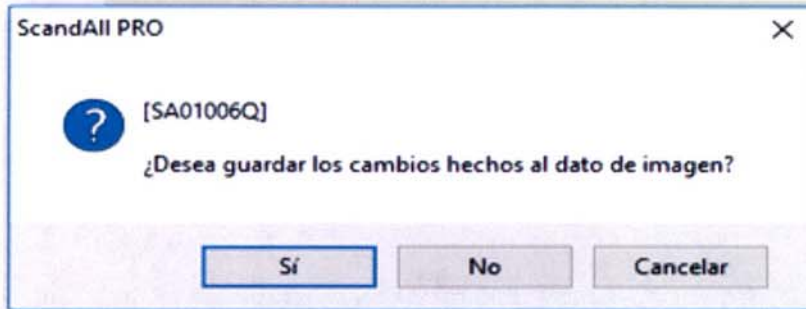 ScandAll PRO
[SA01006Q]
¿Desea guardar los cambios hechos al dato de imagen?
Sí
No
Cancelar